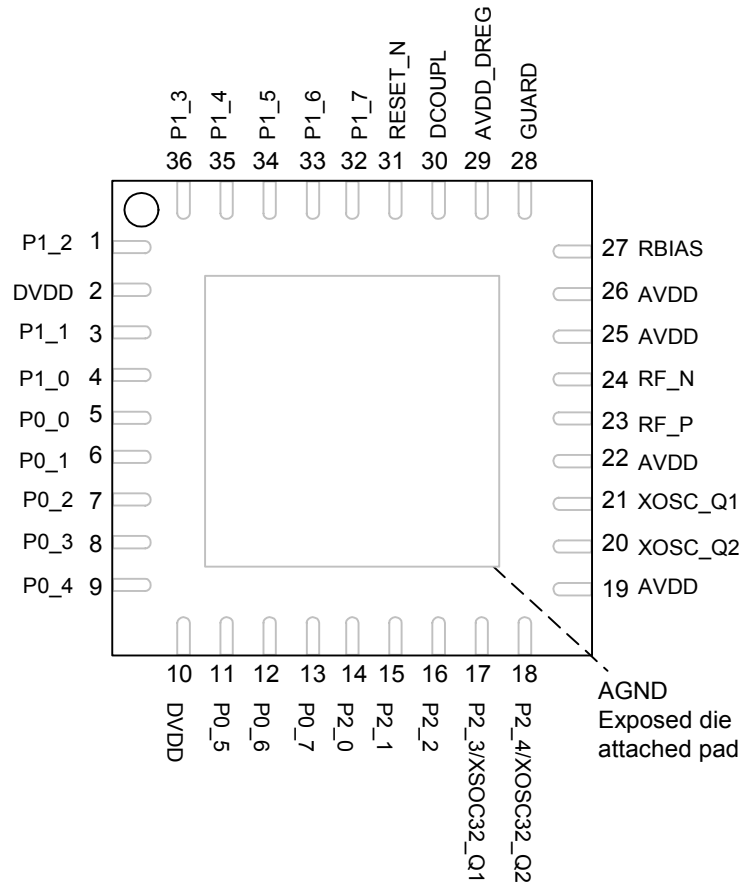 P1_3
P1_4
P1_5
P1_6
P1_7
RESET_N
DCOUPL
AVDD_DREG
GUARD
36 35 34 33 32 31 30 29 28
P1_2 1
DVDD 2
P1_1 3
P1_0 4
P0_0 5
P0_1 6
P0_2 7
P0_3 8
P0_4 9
27 RBIAS
26 AVDD
25 AVDD
24 RF_N
23 RF_P
22 AVDD
21 XOSC_Q1
20 XOSC_Q2
19 AVDD
10 11 12 13 14 15 16 17 18
DVDD
P0_5
P0_6
P0_7
P2_0
P2_1
P2_2
P2_3/XSOC32_Q1
P2_4/XOSC32_Q2
AGND
Exposed die
attached pad